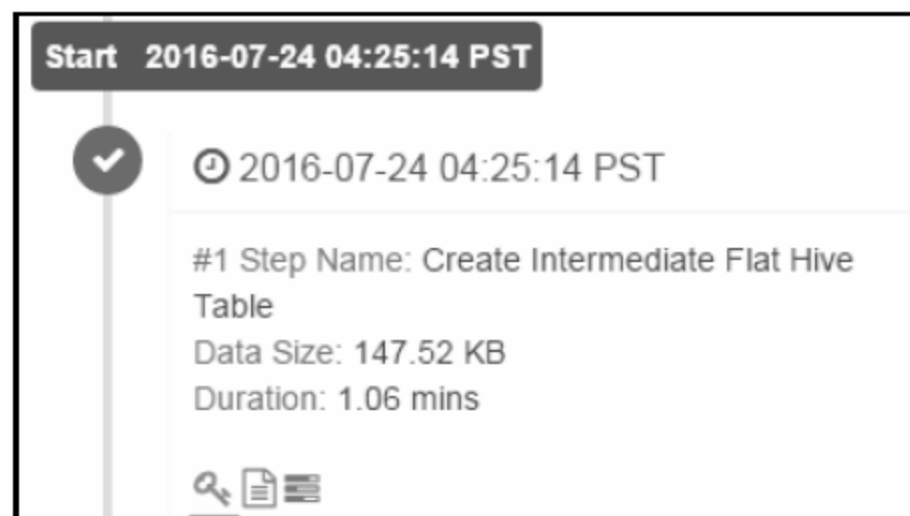 Start 2016-07-24 04:25:14 PST
2016-07-24 04:25:14 PST
#1 Step Name: Create Intermediate Flat Hive
Table
Data Size: 147.52 KB
Duration: 1.06 mins